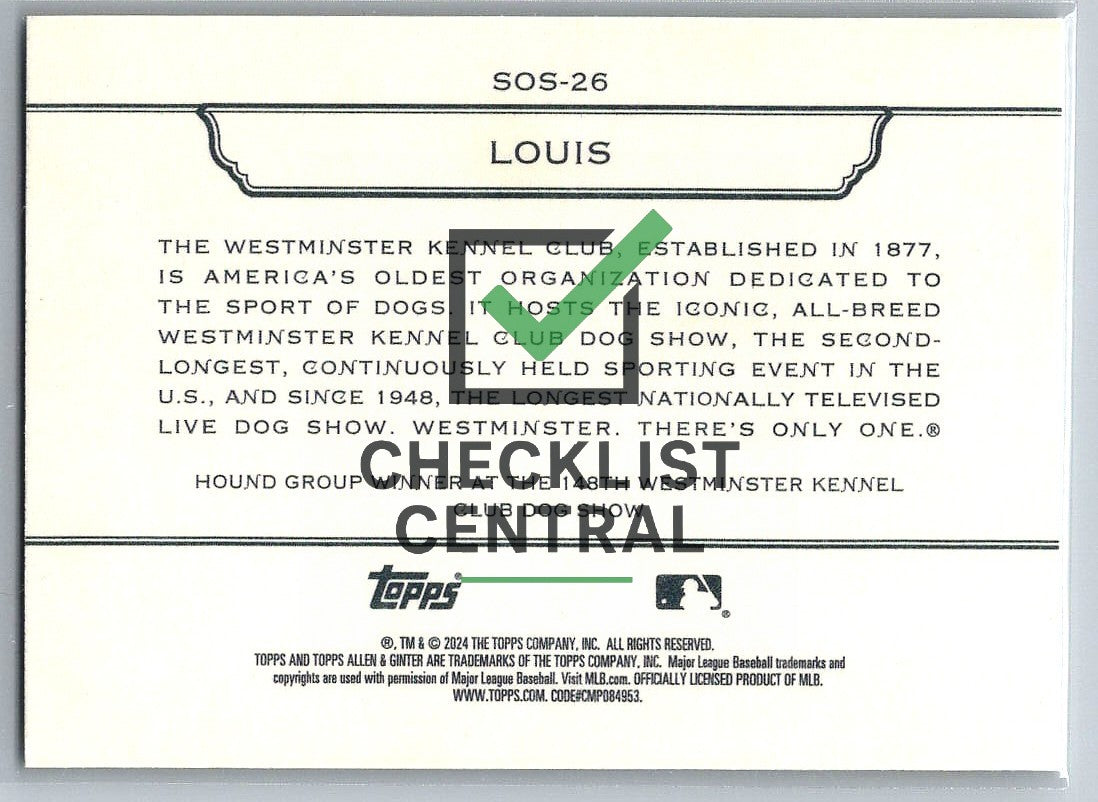 SOS-26
LOUIS
THE WESTMINSTER KENNEL CLUB, ESTABLISHED IN 1877,
IS AMERICA'S OLDEST ORGANIZATION DEDICATED TO
THE SPORT OF DOGS. IT HOSTS THE ICONIC, ALL-BREED
WESTMINSTER KENNEL CLUB DOG SHOW, THE SECOND-
LONGEST, CONTINUOUSLY HELD SPORTING EVENT IN THE
U.S., AND SINCE 1948, THE LONGEST NATIONALLY TELEVISED
LIVE DOG SHOW. WESTMINSTER. THERE'S ONLY ONE.®
CHECKLIST
HOUND GROUP WINNER AT THE 148TH WESTMINSTER KENNEL
CLUB DOG SHOW
CENTRAL
topps®
®
®, TM & © 2024 THE TOPPS COMPANY, INC. ALL RIGHTS RESERVED.
TOPPS AND TOPPS ALLEN & GINTER ARE TRADEMARKS OF THE TOPPS COMPANY, INC. Major League Baseball trademarks and
copyrights are used with permission of Major League Baseball. Visit MLB.com. OFFICIALLY LICENSED PRODUCT OF MLB.
WWW.TOPPS.COM. CODE#CMP084953.